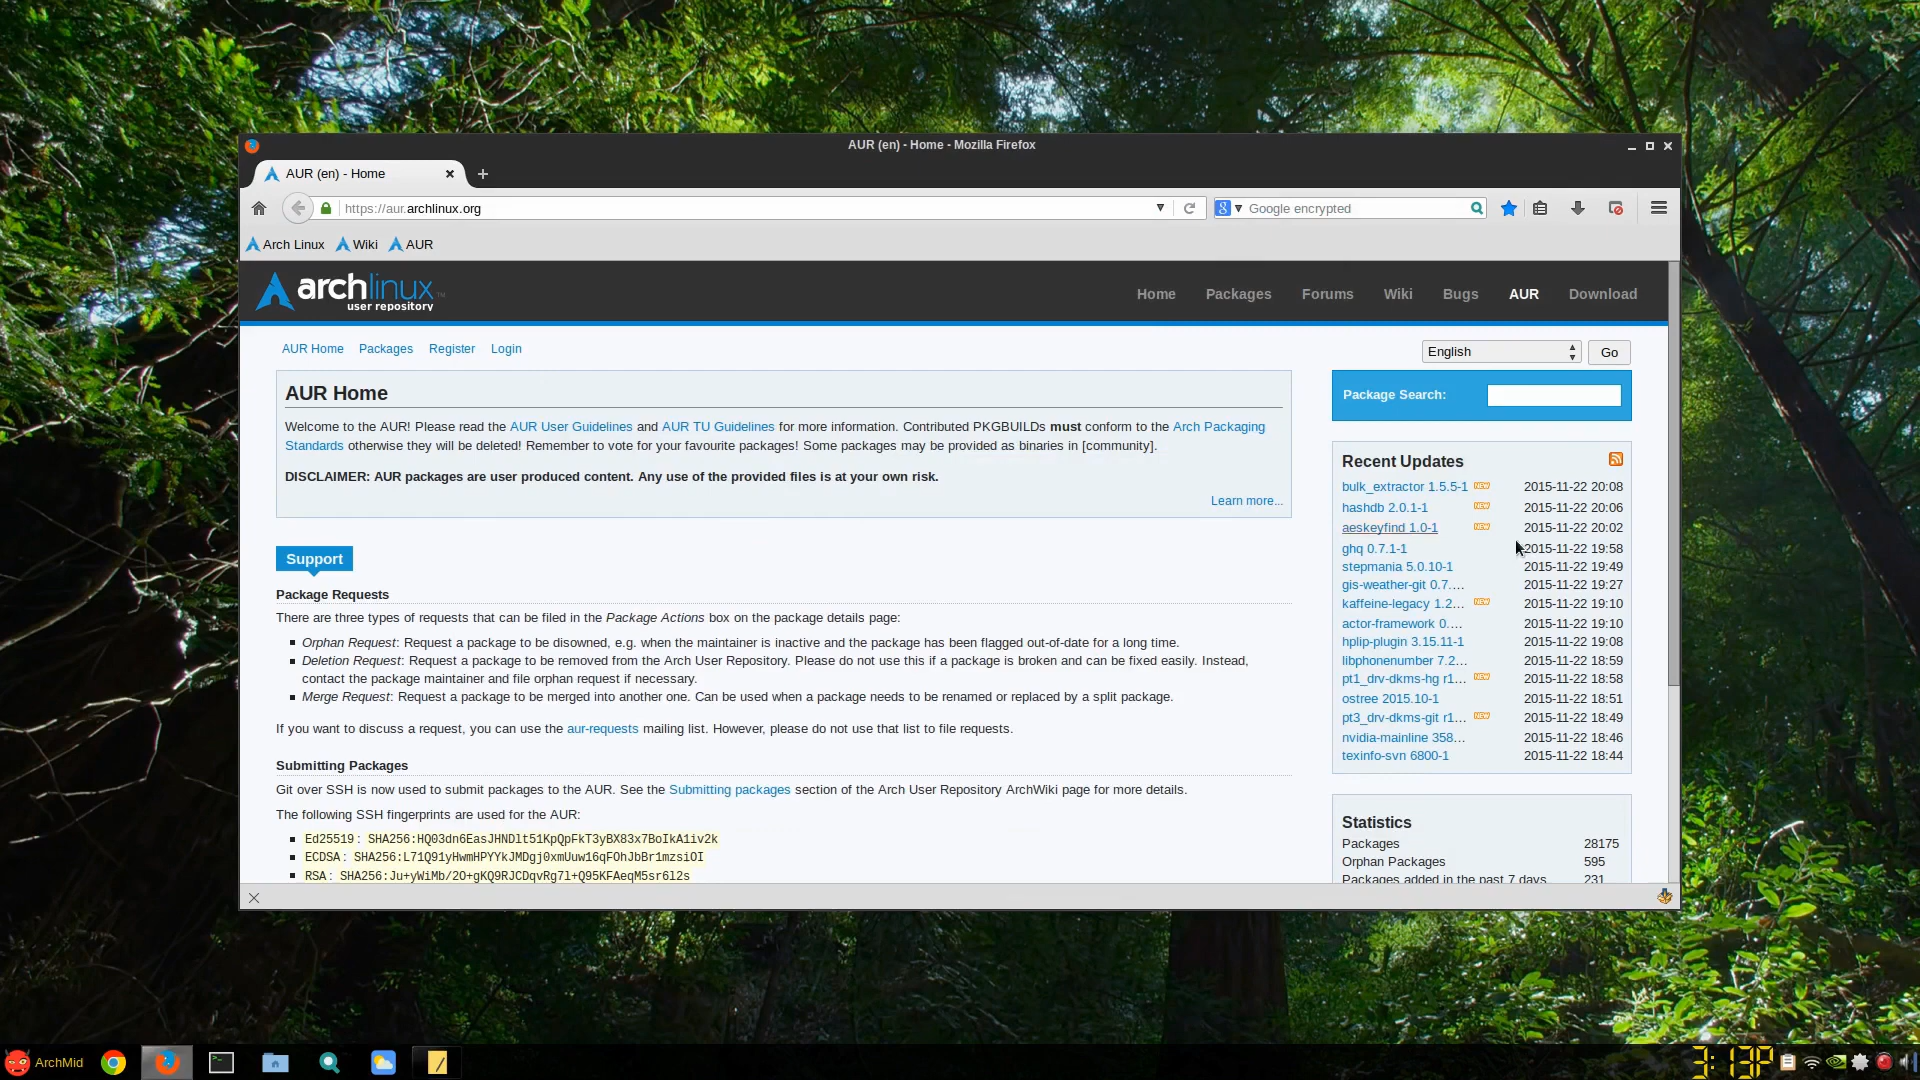 AUR (en) - Home - Mozilla Firefox
AUR (en) - Home
https://aur.archlinux.org
Google encrypted
Arch Linux Wiki AUR
archlinux™
user repository
Home Packages Forums Wiki Bugs AUR Download
AUR Home Packages Register Login
English Go
AUR Home
Welcome to the AUR! Please read the AUR User Guidelines and AUR TU Guidelines for more information. Contributed PKGBUILDs must conform to the Arch Packaging
Standards otherwise they will be deleted! Remember to vote for your favourite packages! Some packages may be provided as binaries in [community].
DISCLAIMER: AUR packages are user produced content. Any use of the provided files is at your own risk.
Learn more...
Support
Package Requests
There are three types of requests that can be filed in the Package Actions box on the package details page:
Orphan Request: Request a package to be disowned, e.g. when the maintainer is inactive and the package has been flagged out-of-date for a long time.
Deletion Request: Request a package to be removed from the Arch User Repository. Please do not use this if a package is broken and can be fixed easily. Instead,
contact the package maintainer and file orphan request if necessary.
Merge Request: Request a package to be merged into another one. Can be used when a package needs to be renamed or replaced by a split package.
If you want to discuss a request, you can use the aur-requests mailing list. However, please do not use that list to file requests.
Submitting Packages
Git over SSH is now used to submit packages to the AUR. See the Submitting packages section of the Arch User Repository ArchWiki page for more details.
The following SSH fingerprints are used for the AUR:
Ed25519: SHA256:HQ03dn6EasJHNDlt51KpQpFkT3yBX83x7BoIkA1iv2k
ECDSA: SHA256:L71Q91yHwmHPYYkJMDgj0xmUuw16qFOhJbBr1mzsiOI
RSA: SHA256:Ju+yWiMb/2O+gKQ9RJCDqvRg7l+Q95KFAeqM5sr6l2s
Package Search:
Recent Updates
bulk_extractor 1.5.5-1 NEW 2015-11-22 20:08
hashdb 2.0.1-1 NEW 2015-11-22 20:06
aeskeyfind 1.0-1 NEW 2015-11-22 20:02
ghq 0.7.1-1 2015-11-22 19:58
stepmania 5.0.10-1 2015-11-22 19:49
gis-weather-git 0.7.... 2015-11-22 19:27
kaffeine-legacy 1.2... NEW 2015-11-22 19:10
actor-framework 0.... 2015-11-22 19:10
hplip-plugin 3.15.11-1 2015-11-22 19:08
libphonenumber 7.2... 2015-11-22 18:59
pt1_drv-dkms-hg r1... NEW 2015-11-22 18:58
ostree 2015.10-1 2015-11-22 18:51
pt3_drv-dkms-git r1... NEW 2015-11-22 18:49
nvidia-mainline 358... 2015-11-22 18:46
texinfo-svn 6800-1 2015-11-22 18:44
Statistics
Packages 28175
Orphan Packages 595
Packages added in the past 7 days 231
ArchMid
3:13P